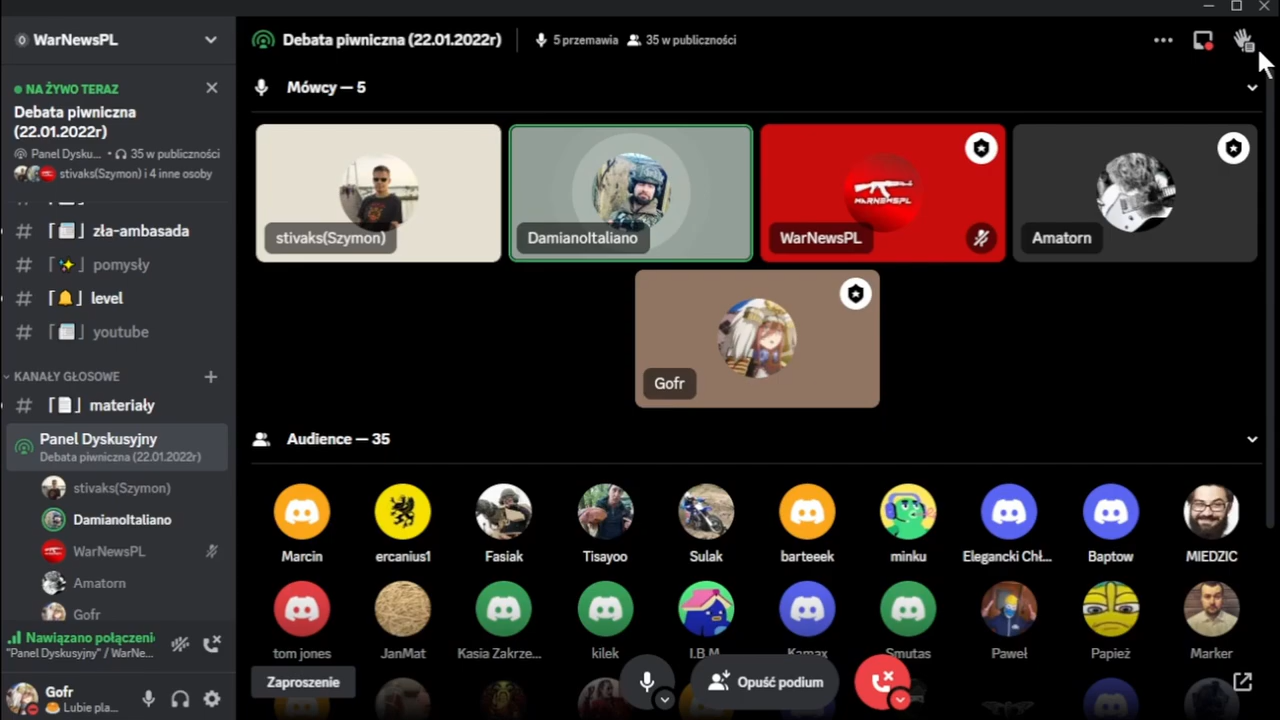 WarNewsPL
NA ŻYWO TERAZ
Debata piwniczna
(22.01.2022r)
Panel Dysku... • 35 w publiczności
stivaks(Szymon) i 4 inne osoby
# 「 」 zła-ambasada
# 「 」 pomysły
# 「 」 level
# 「 」 youtube
KANAŁY GŁOSOWE +
# 「 」 materiały
Panel Dyskusyjny
Debata piwniczna (22.01.2022r)
stivaks(Szymon)
DamianoItaliano
WarNewsPL
Amatorn
Gofr
Nawiązano połączeni
"Panel Dyskusyjny" / WarNe...
Gofr
Lubie pla...
Debata piwniczna (22.01.2022r) 5 przemawia 35 w publiczności
Mówcy — 5
stivaks(Szymon)
DamianoItaliano
WARNEWSPL
WarNewsPL
Amatorn
Gofr
Audience — 35
Marcin ercanius1 Fasiak Tisayoo Sulak barteeek minku Elegancki Chł... Baptow MIEDZIC
tom jones JanMat Kasia Zakrze... kilek I.B.M. Kamax Smutas Paweł Papież Marker
Zaproszenie
Opuść podium